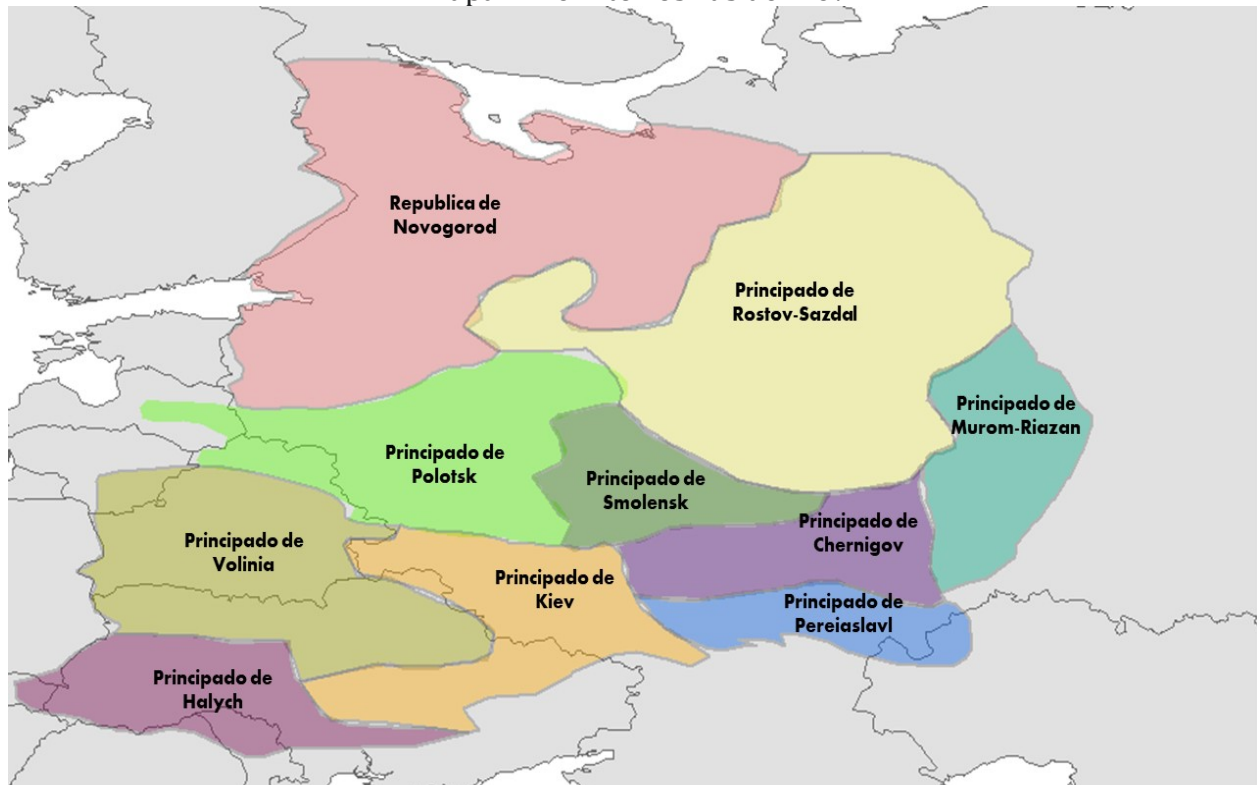 Republica de
Novogorod
Principado de
Rostov-Sazdal
Principado de
Murom-Riazan
Principado de
Polotsk
Principado de
Smolensk
Principado de
Chernigov
Principado de
Volinia
Principado de
Kiev
Principado de
Pereiaslavl
Principado de
Halych